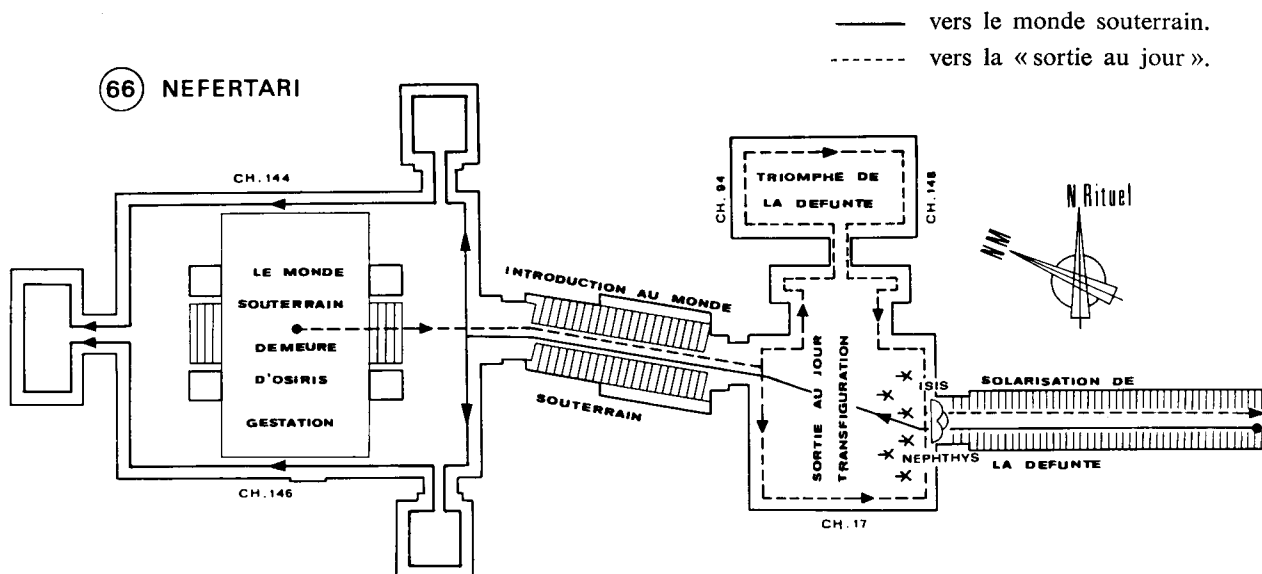 vers le monde souterrain.
vers la « sortie au jour ».
66 NEFERTARI
CH. 144
LE MONDE
SOUTERRAIN
DEMEURE
D'OSIRIS
GESTATION
CH. 146
INTRODUCTION AU MONDE
SOUTERRAIN
CH. 94
TRIOMPHE DE
LA DEFUNTE
CH. 148
SORTIE AU JOUR
TRANSFIGURATION
CH. 17
ISIS
NEPHTHYS
SOLARISATION DE
LA DEFUNTE
N Rituel
NM